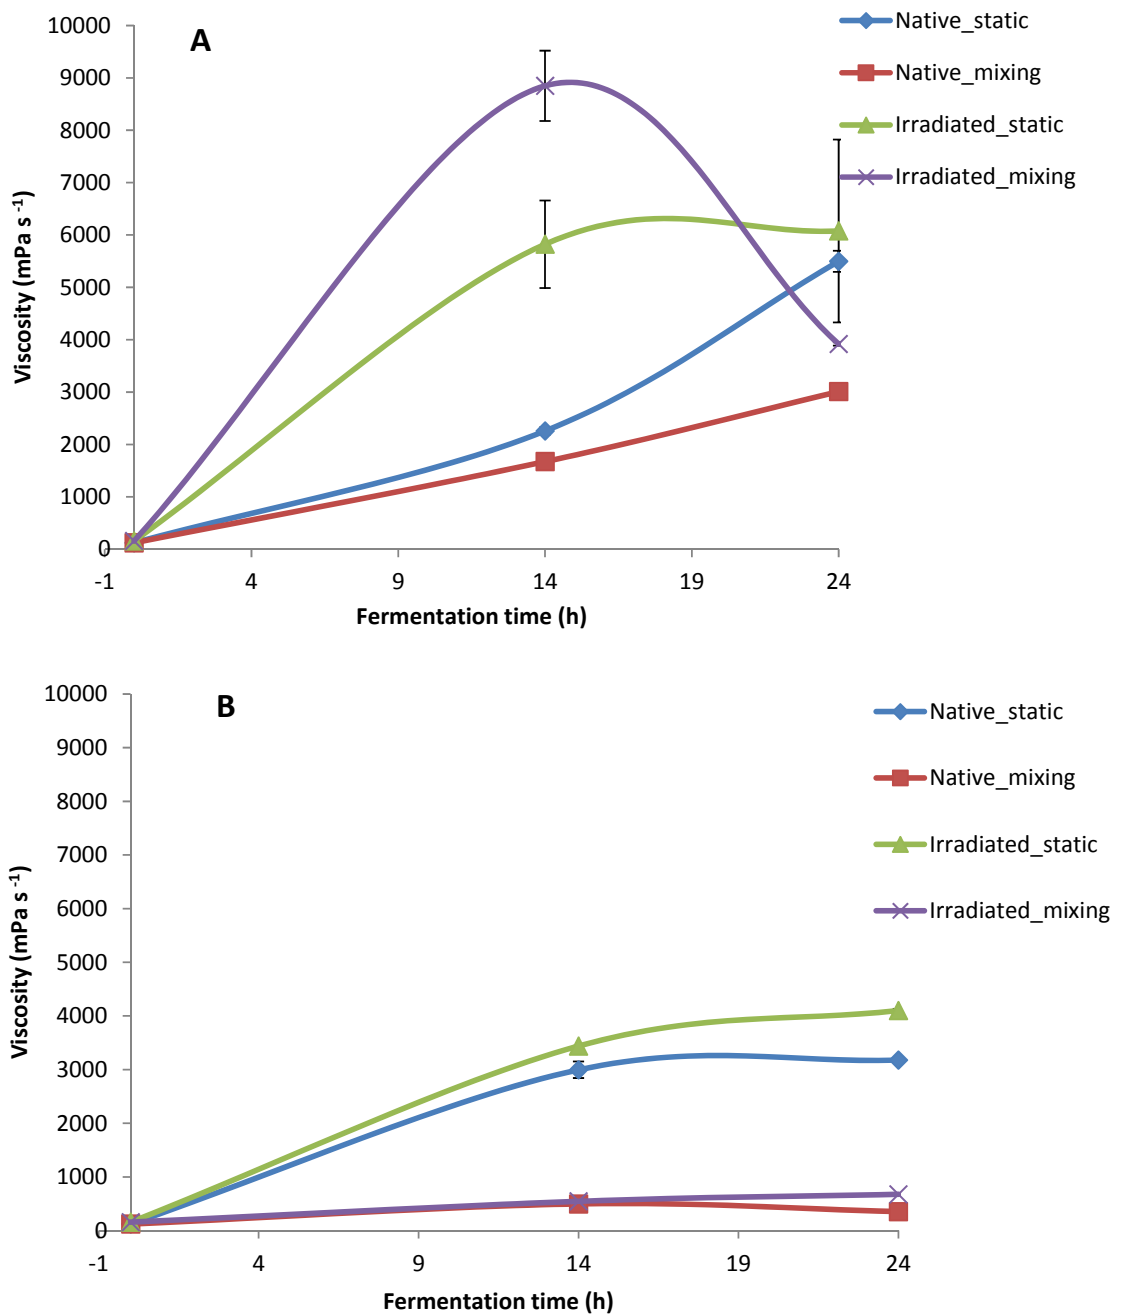 A
10000
9000
8000
7000
6000
5000
4000
3000
2000
1000
0
Viscosity (mPa s -1)
-1 4 9 14 19 24
Fermentation time (h)
Native_static
Native_mixing
Irradiated_static
Irradiated_mixing
B
10000
9000
8000
7000
6000
5000
4000
3000
2000
1000
0
Viscosity (mPa s -1)
-1 4 9 14 19 24
Fermentation time (h)
Native_static
Native_mixing
Irradiated_static
Irradiated_mixing